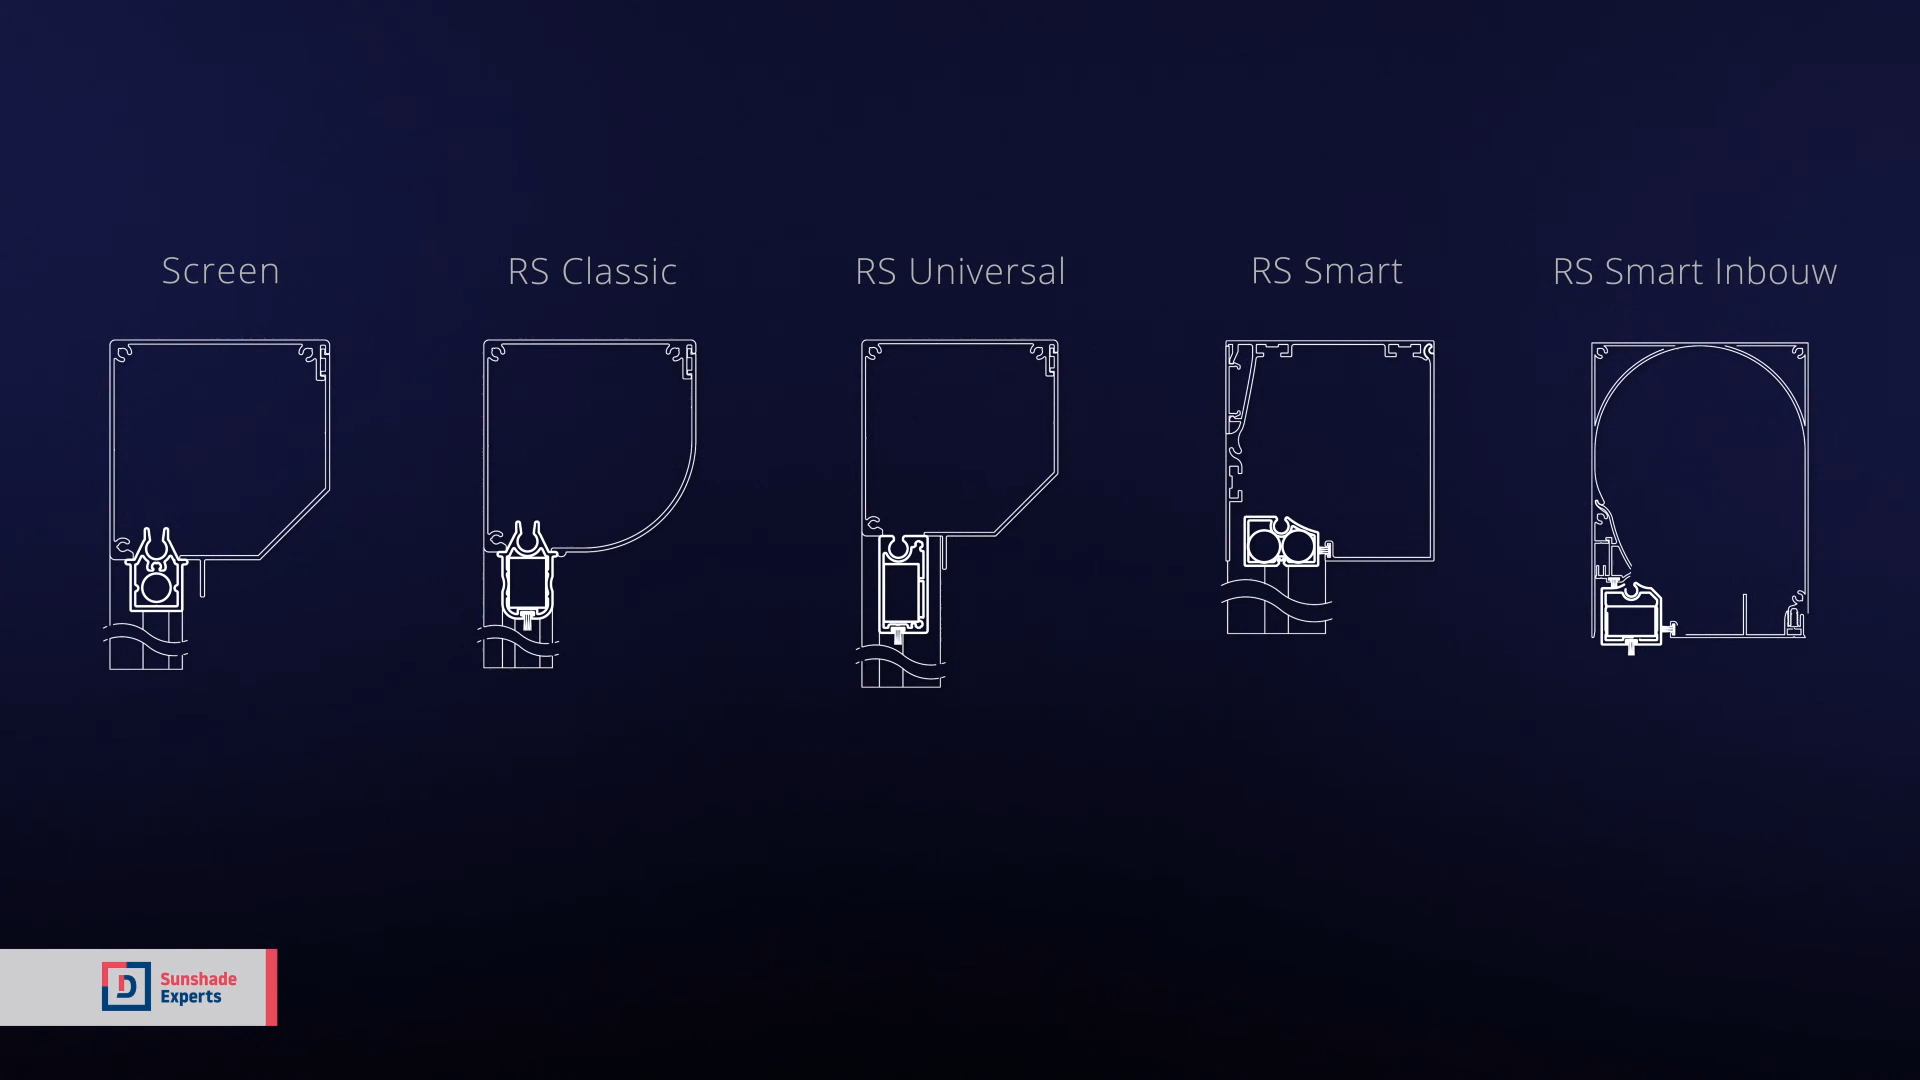 Screen
RS Classic
RS Universal
RS Smart
RS Smart Inbouw
D
Sunshade
Experts